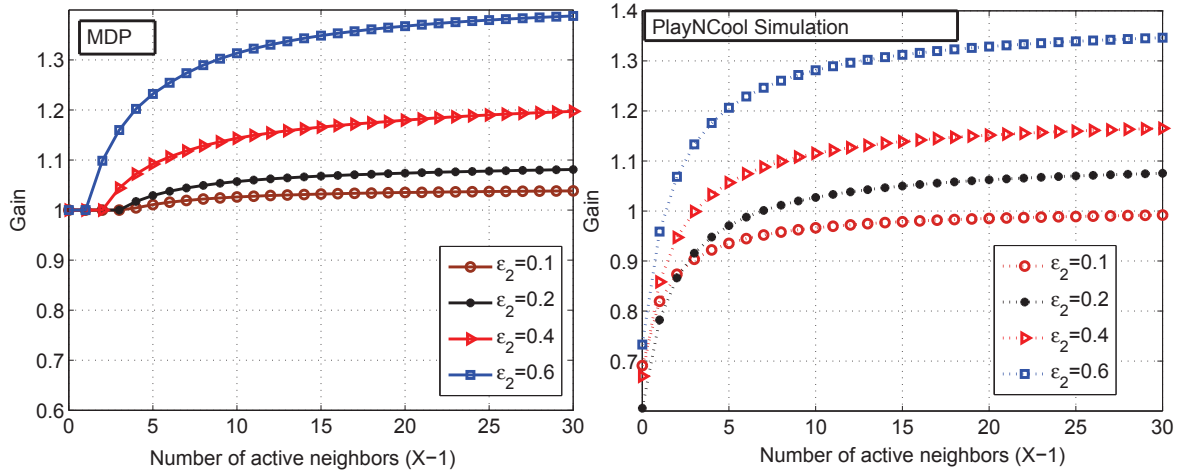 MDP
Gain
1.3
1.2
1.1
1
0.9
0.8
0.7
0.6
0 5 10 15 20 25 30
Number of active neighbors (X−1)
ε2=0.1
ε2=0.2
ε2=0.4
ε2=0.6
PlayNCool Simulation
Gain
1.4
1.3
1.2
1.1
1
0.9
0.8
0.7
0 5 10 15 20 25 30
Number of active neighbors (X−1)
ε2=0.1
ε2=0.2
ε2=0.4
ε2=0.6